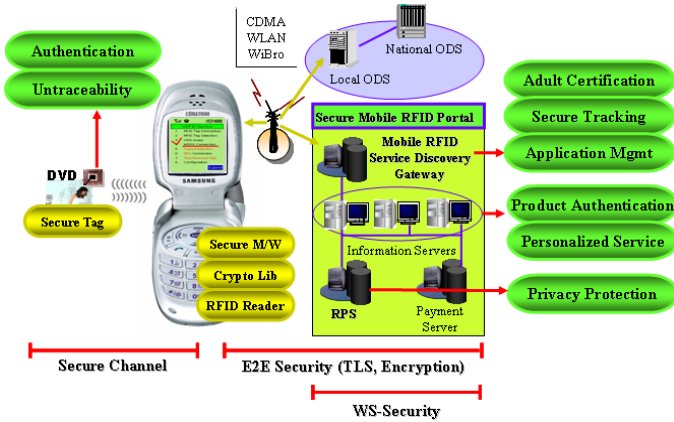 CDMA
WLAN
WiBro
National ODS
Local ODS
Authentication
Untraceability
Adult Certification
Secure Tracking
Application Mgmt
Secure Mobile RFID Portal
Mobile RFID
Service Discovery
Gateway
DVD
Secure Tag
SAMSUNG
Product Authentication
Personalized Service
Information Servers
Secure M/W
Crypto Lib
RFID Reader
RPS
Payment
Server
Privacy Protection
Secure Channel
E2E Security (TLS, Encryption)
WS-Security